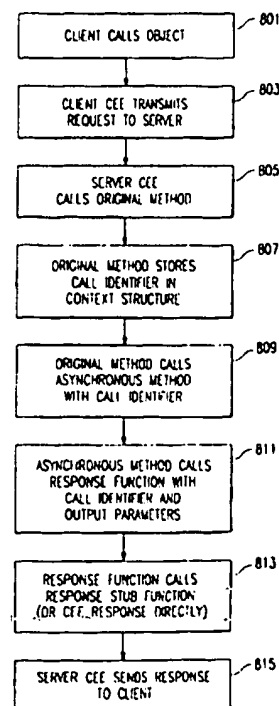 801
CLIENT CALLS OBJECT
803
CLIENT CEE TRANSMITS
REQUEST TO SERVER
805
SERVER CEE
CALLS ORIGINAL METHOD
807
ORIGINAL METHOD STORES
CALL IDENTIFIER IN
CONTEXT STRUCTURE
809
ORIGINAL METHOD CALLS
ASYNCHRONOUS METHOD
WITH CALL IDENTIFIER
811
ASYNCHRONOUS METHOD CALLS
RESPONSE FUNCTION WITH
CALL IDENTIFIER AND
OUTPUT PARAMETERS
813
RESPONSE FUNCTION CALLS
RESPONSE STUB FUNCTION
(OR CEE_RESPONSE DIRECTLY)
815
SERVER CEE SENDS RESPONSE
TO CLIENT